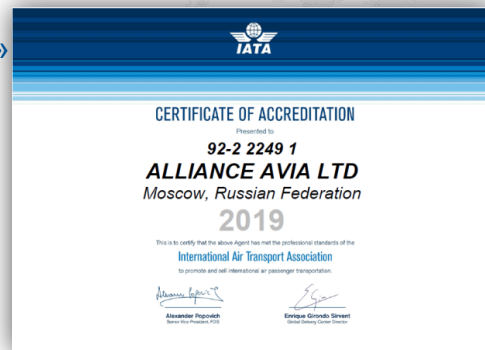 IATA
CERTIFICATE OF ACCREDITATION
Presented to
92-2 2249 1
ALLIANCE AVIA LTD
Moscow, Russian Federation
2019
This is to certify that the above Agent has met the professional standards of the
International Air Transport Association
to promote and sell international air passenger transportation.
Alexander Popovich
Enrique Girondo Sirvent
Senior Vice President, FDS
Global Delivery Center Director